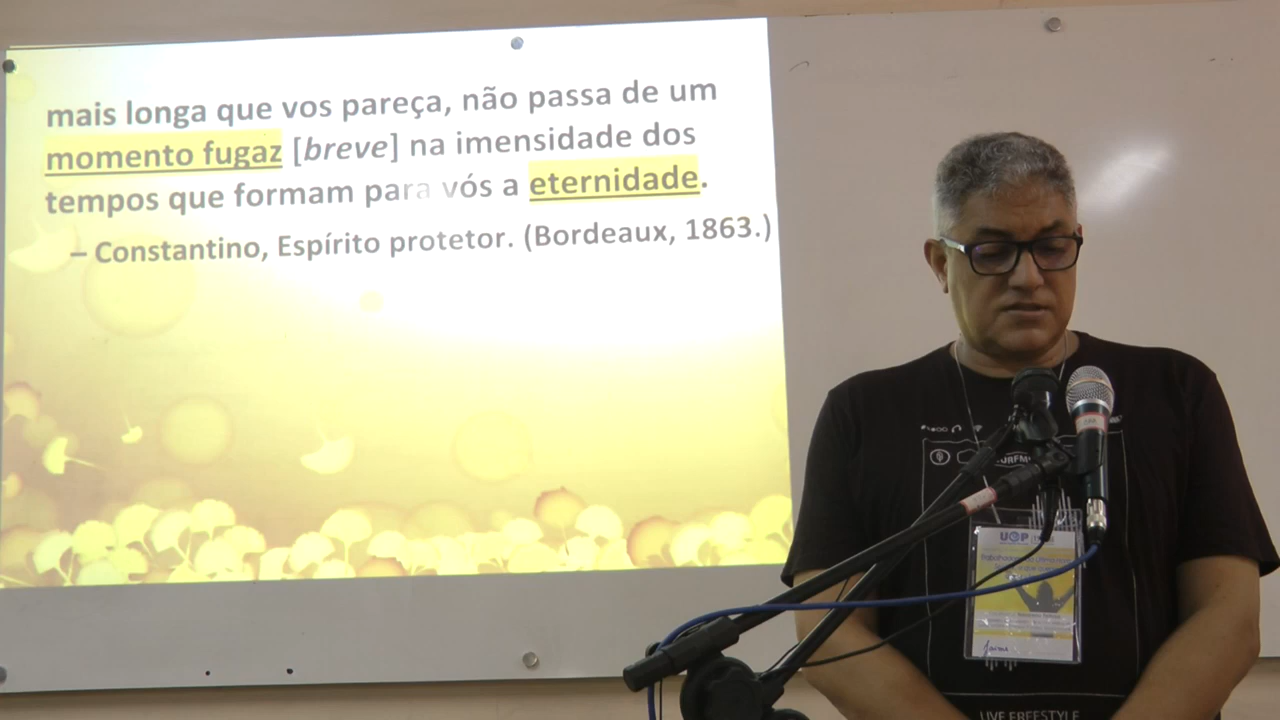 mais longa que vos pareça, não passa de um
momento fugaz [breve] na imensidade dos
tempos que formam para vós a eternidade.
– Constantino, Espírito protetor. (Bordeaux, 1863.)
UEP
LIVE FREESTYLE